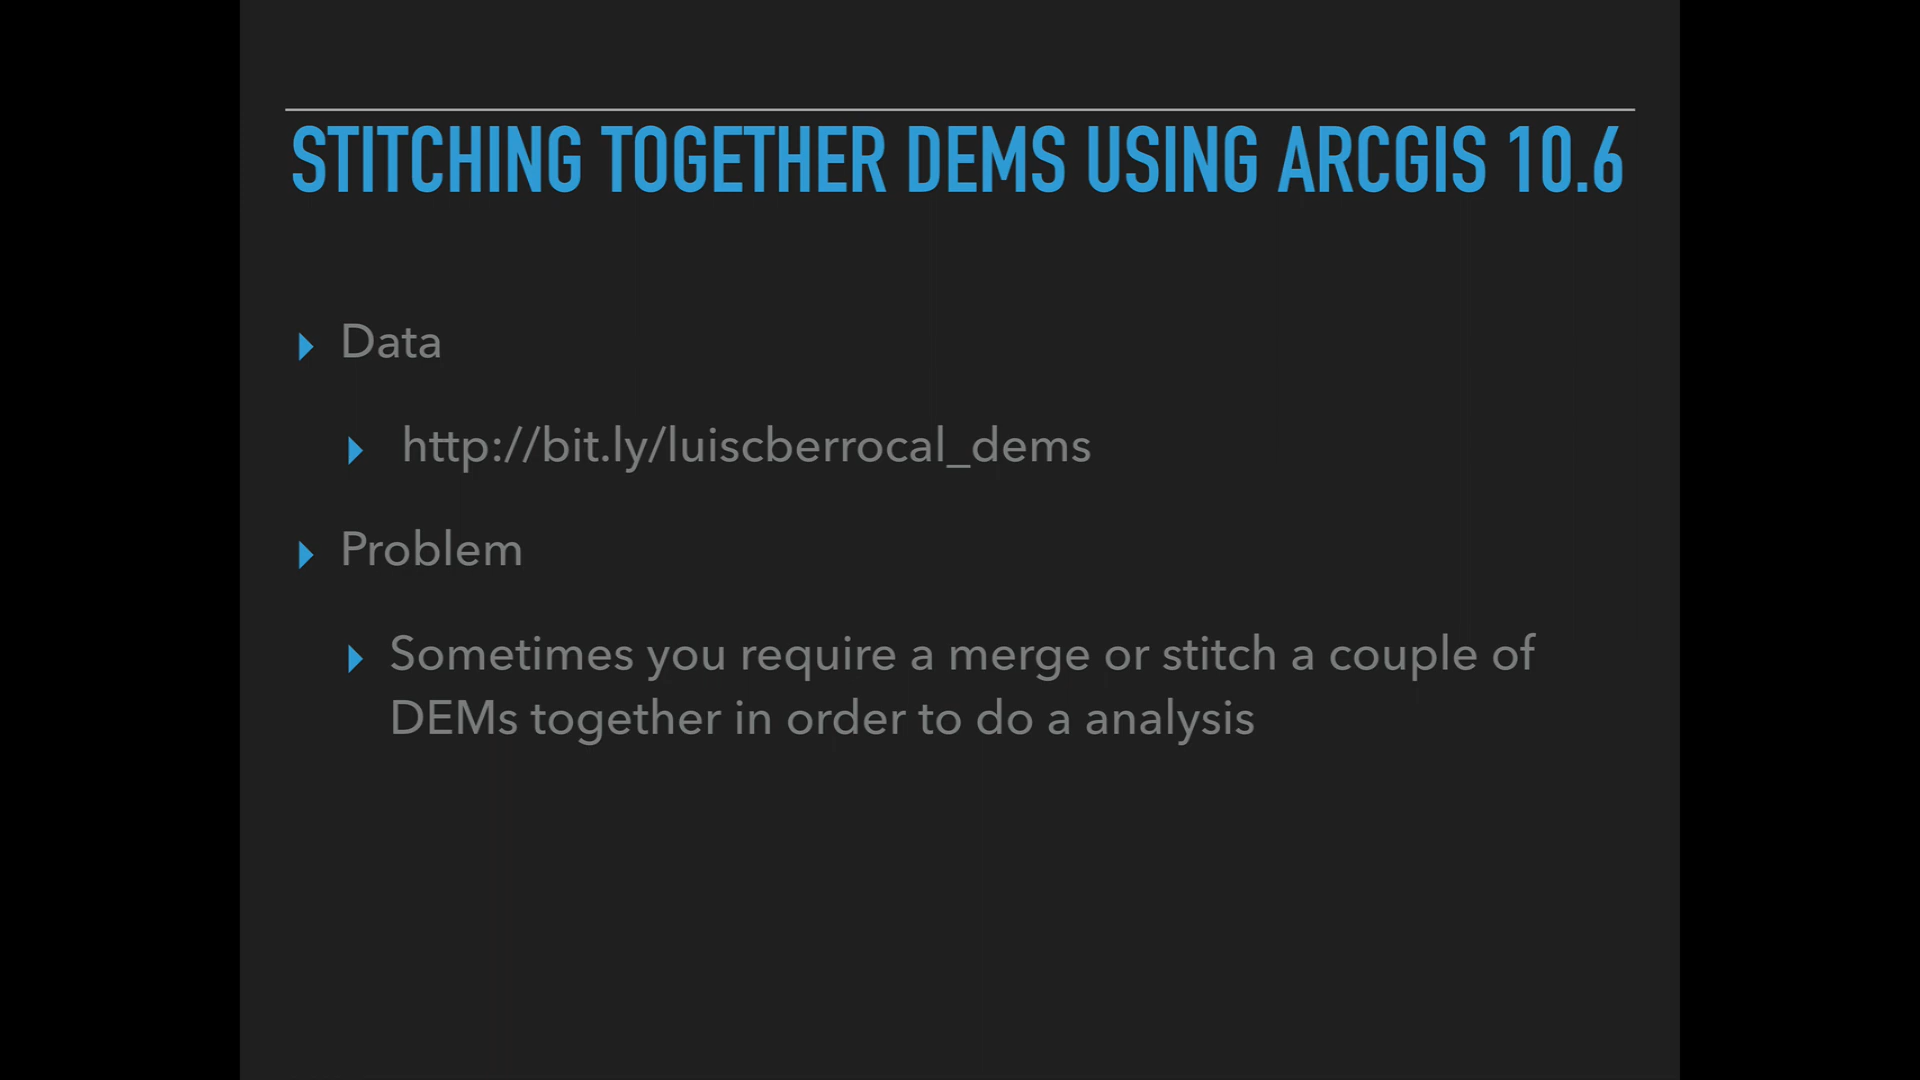 STITCHING TOGETHER DEMS USING ARCGIS 10.6
Data
http://bit.ly/luiscberrocal_dems
Problem
Sometimes you require a merge or stitch a couple of
DEMs together in order to do a analysis